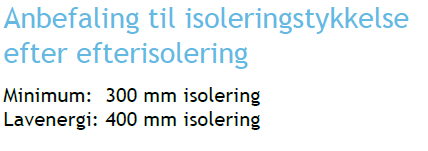 Anbefaling til isoleringstykkelse
efter efterisolering
Minimum: 300 mm isolering
Lavenergi: 400 mm isolering